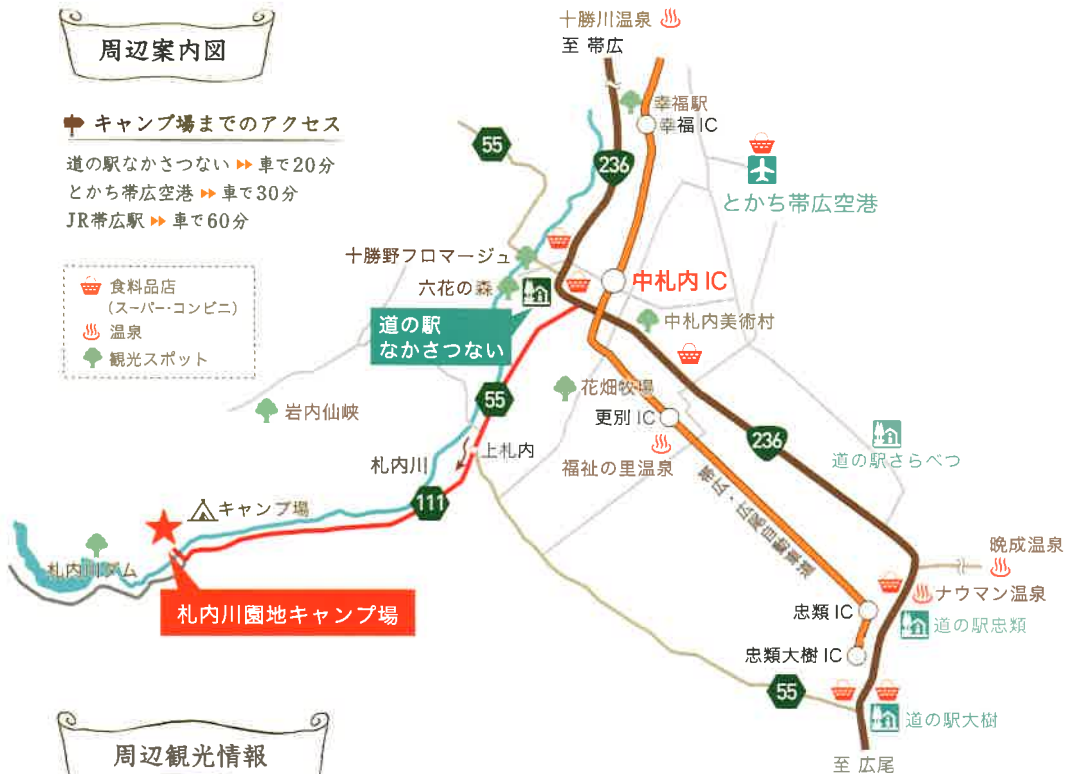 周辺案内図
キャンプ場までのアクセス
道の駅なかさつない 車で20分
とかち帯広空港 車で30分
JR帯広駅 車で60分
食料品店
(スーパー・コンビニ)
温泉
観光スポット
十勝川温泉
至 帯広
幸福駅
幸福 IC
55
236
とかち帯広空港
十勝野フロマージュ
六花の森
中札内 IC
道の駅
なかさつない
中札内美術村
花畑牧場
55
岩内仙峡
更別 IC
236
上札内
福祉の里温泉
道の駅さらべつ
札内川
帯広・広尾自動車道
111
キャンプ場
札内川ダム
晩成温泉
ナウマン温泉
札内川園地キャンプ場
忠類 IC
道の駅忠類
忠類大樹 IC
55
道の駅大樹
至 広尾
周辺観光情報